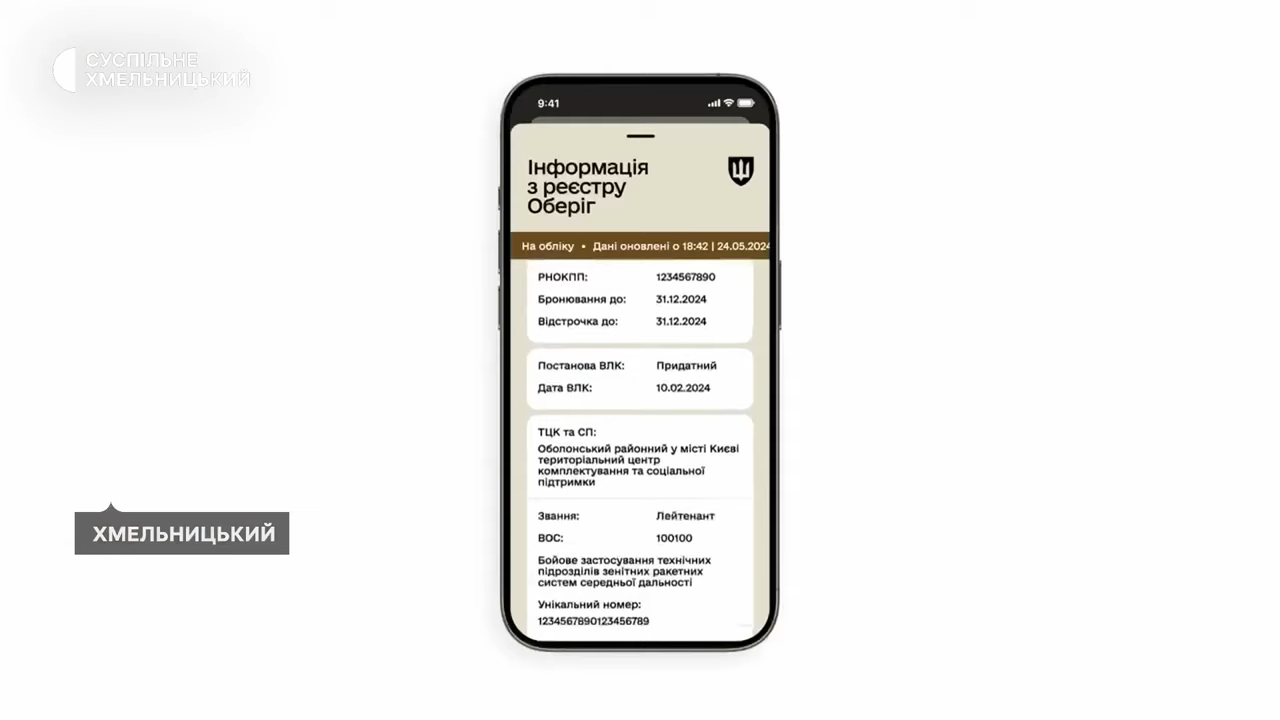 СУСПІЛЬНЕ
ХМЕЛЬНИЦЬКИЙ
9:41
Інформація
з реєстру
Оберіг
На обліку • Дані оновлені о 18:42 | 24.05.2024
РНОКПП: 1234567890
Бронювання до: 31.12.2024
Відстрочка до: 31.12.2024
Постанова ВЛК: Придатний
Дата ВЛК: 10.02.2024
ТЦК та СП:
Оболонський районний у місті Києві
територіальний центр
комплектування та соціальної
підтримки
Звання: Лейтенант
ВОС: 100100
Бойове застосування технічних
підрозділів зенітних ракетних
систем середньої дальності
Унікальний номер:
1234567890123456789
ХМЕЛЬНИЦЬКИЙ